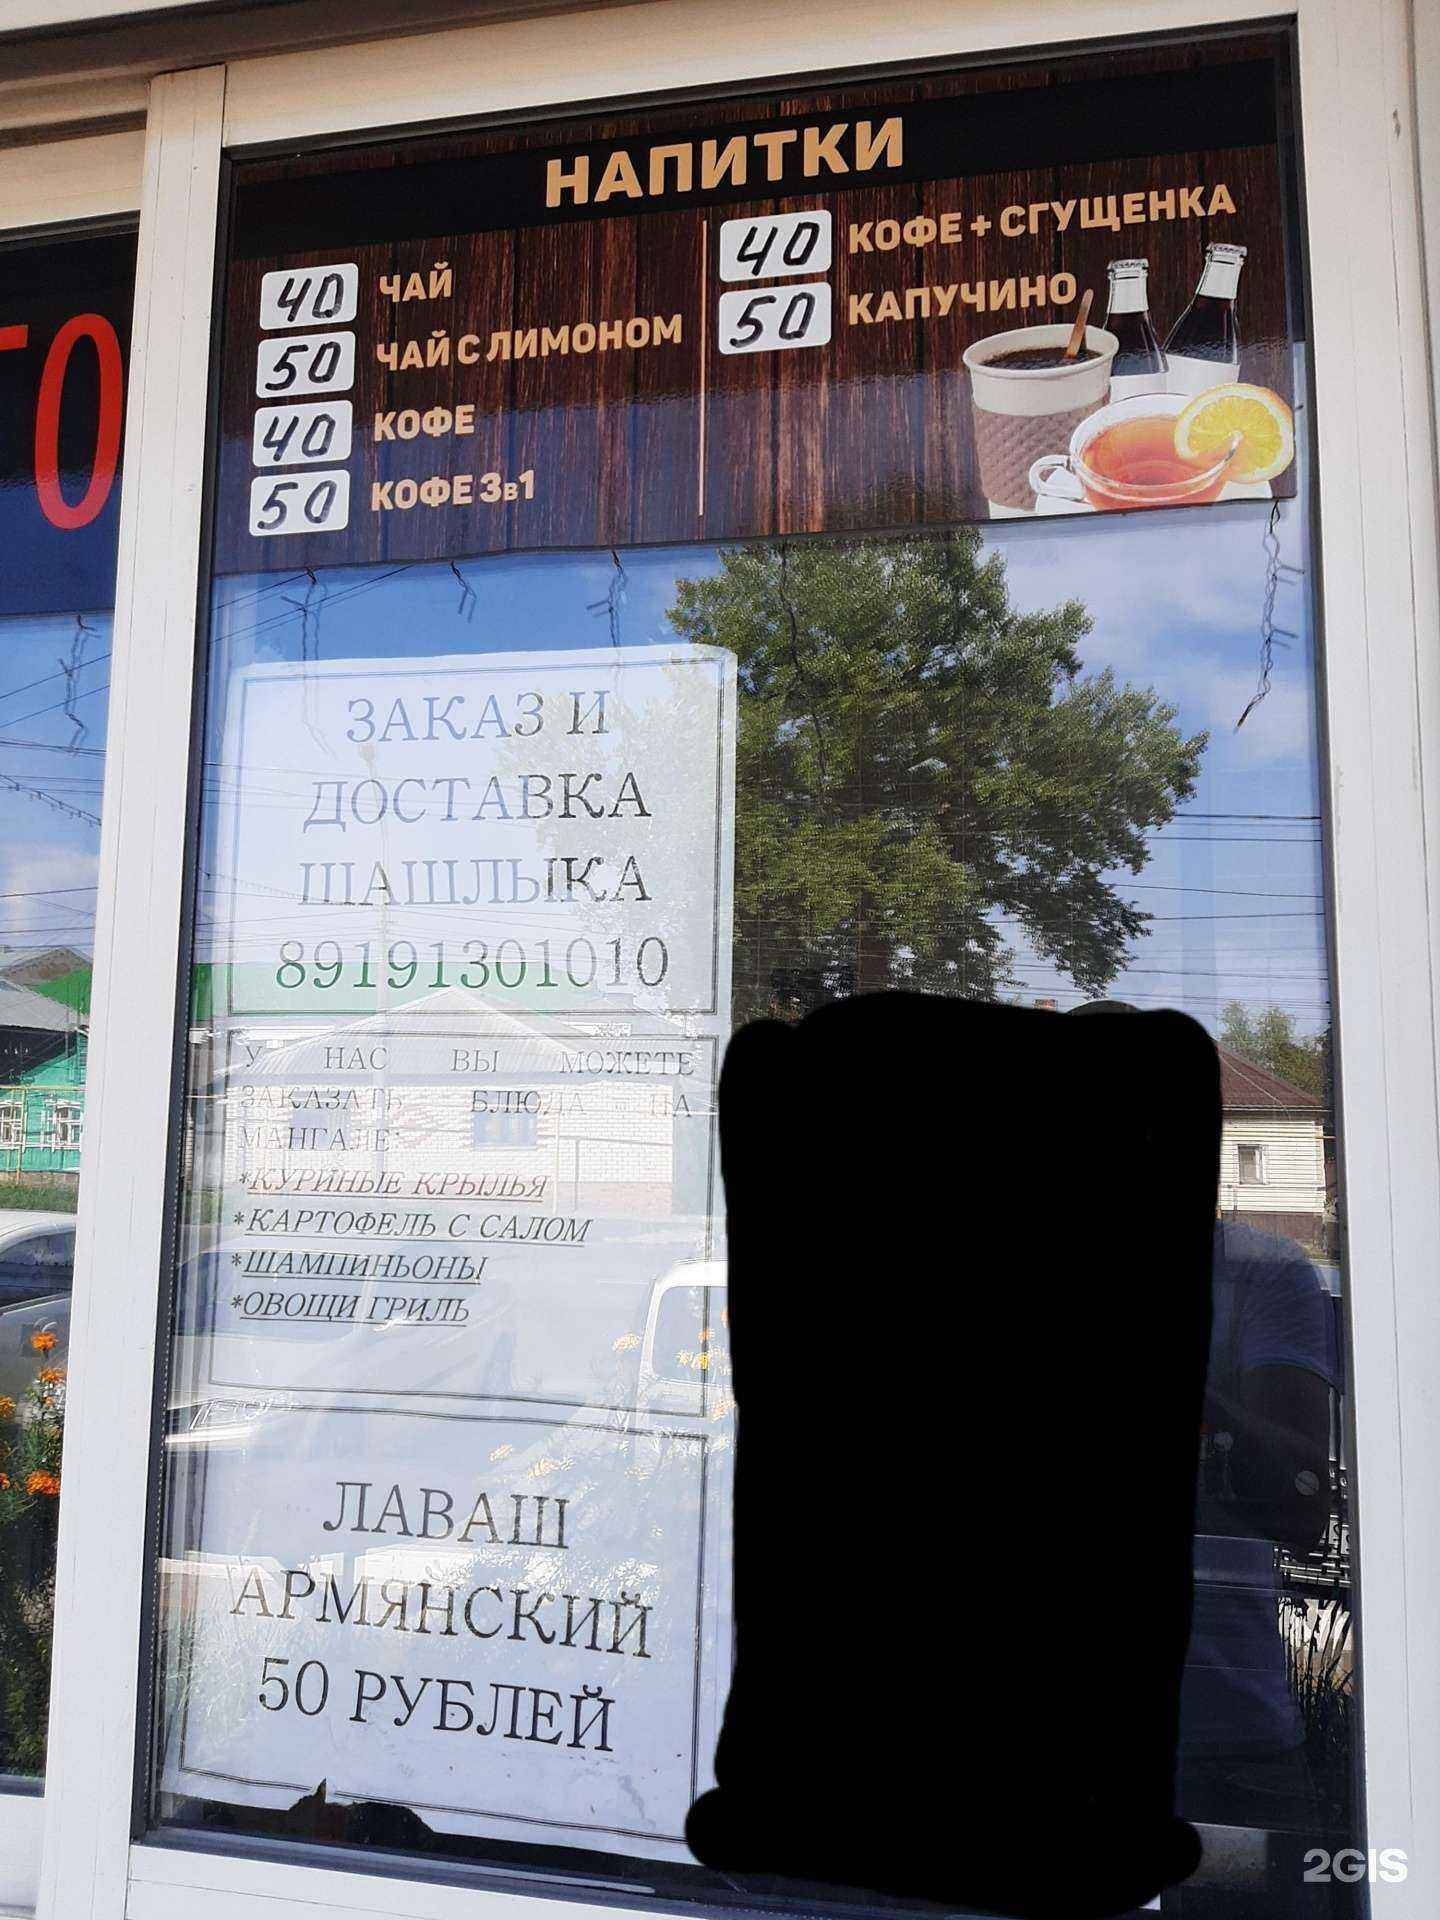 НАПИТКИ
40 ЧАЙ
50 ЧАЙ С ЛИМОНОМ
40 КОФЕ
50 КОФЕ 3в1
40 КОФЕ + СГУЩЕНКА
50 КАПУЧИНО
ЗАКАЗ И
ДОСТАВКА
ШАШЛЫКА
89191301010
У НАС ВЫ МОЖЕТЕ
ЗАКАЗАТЬ БЛЮДА НА
МАНГАЛЕ:
*КУРИНЫЕ КРЫЛЬЯ
*КАРТОФЕЛЬ С САЛОМ
*ШАМПИНЬОНЫ
*ОВОЩИ ГРИЛЬ
ЛАВАШ
АРМЯНСКИЙ
50 РУБЛЕЙ
2GIS